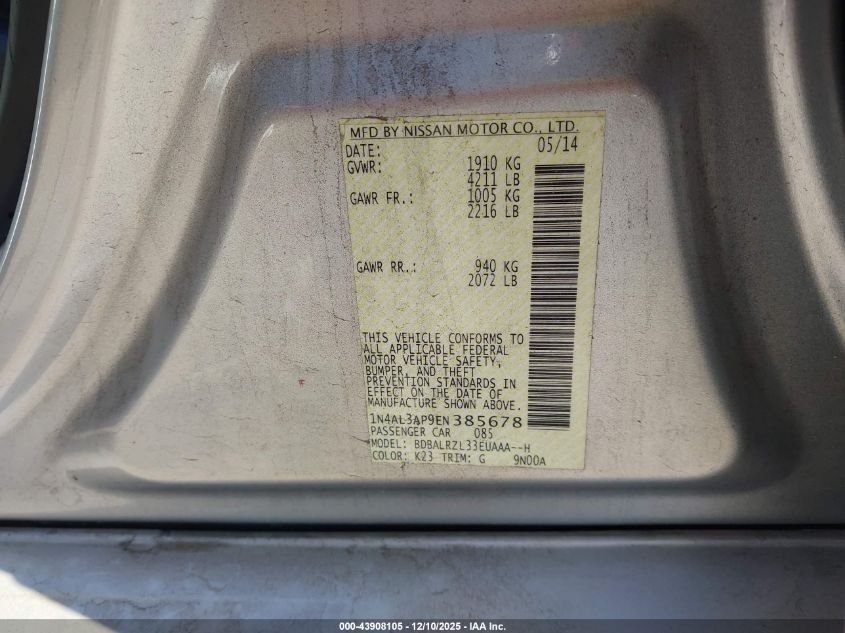 MFD BY NISSAN MOTOR CO., LTD.
DATE: 05/14
GVWR: 1910 KG
4211 LB
GAWR FR.: 1005 KG
2216 LB
GAWR RR.: 940 KG
2072 LB
THIS VEHICLE CONFORMS TO
ALL APPLICABLE FEDERAL
MOTOR VEHICLE SAFETY,
BUMPER, AND THEFT
PREVENTION STANDARDS IN
EFFECT ON THE DATE OF
MANUFACTURE SHOWN ABOVE.
1N4AL3AP9EN385678
PASSENGER CAR 085
MODEL: BDBALRZL33EUAAA--H
COLOR: K23 TRIM: G 9N00A
000-43908105 - 12/10/2025 - IAA Inc.